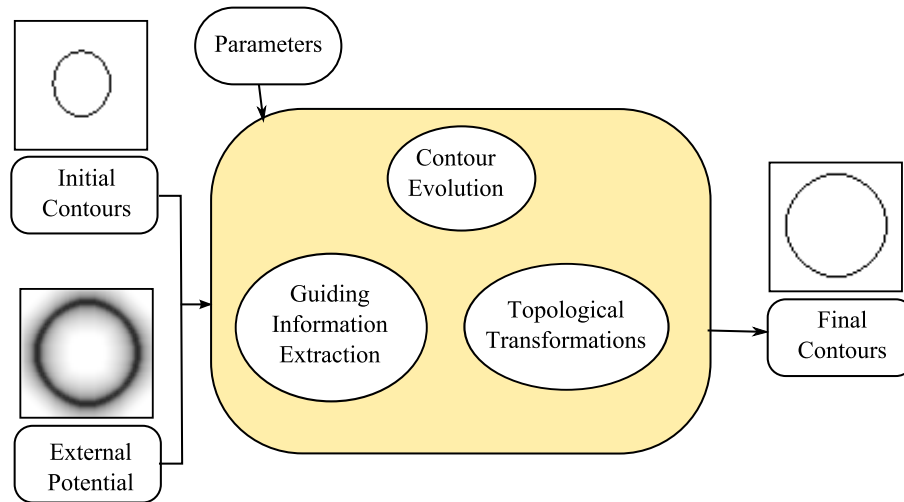 Parameters
Initial
Contours
Contour
Evolution
Guiding
Information
Extraction
Topological
Transformations
Final
Contours
External
Potential